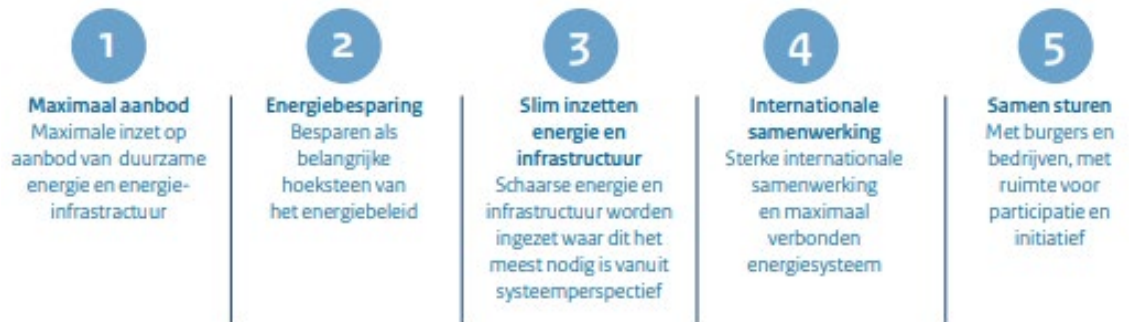 1
Maximaal aanbod
Maximale inzet op
aanbod van duurzame
energie en energie-
infrastractuur
2
Energiebesparing
Besparen als
belangrijke
hoeksteen van
het energiebeleid
3
Slim inzetten
energie en
infrastructuur
Schaarse energie en
infrastructuur worden
ingezet waar dit het
meest nodig is vanuit
systeemperspectief
4
Internationale
samenwerking
Sterke internationale
samenwerking
en maximaal
verbonden
energiesysteem
5
Samen sturen
Met burgers en
bedrijven, met
ruimte voor
participatie en
initiatief